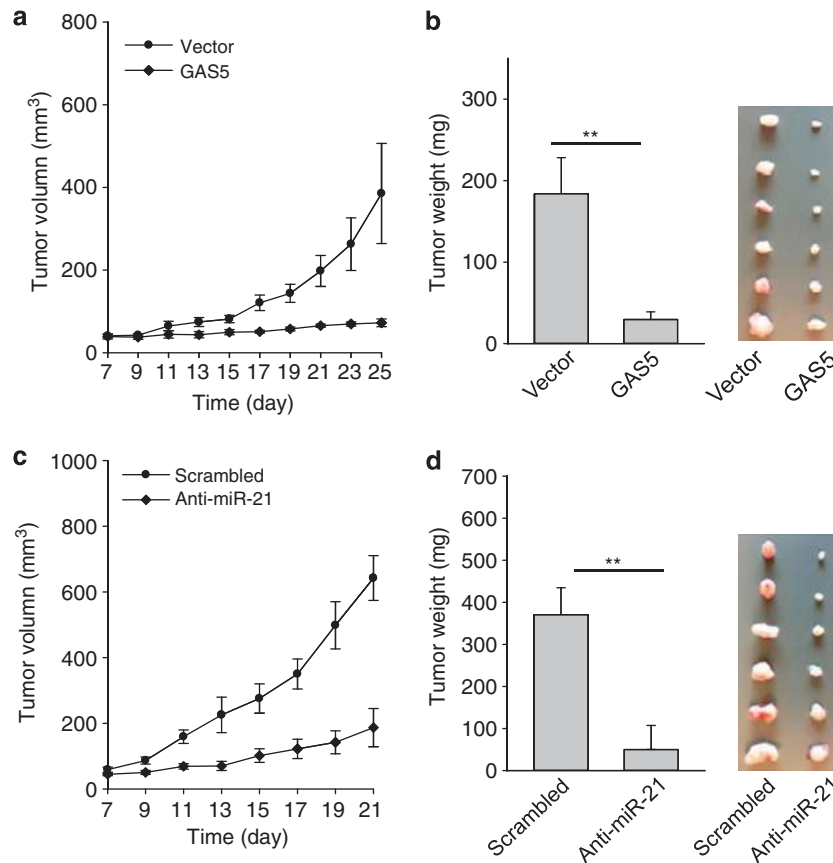 a
800
600
400
200
0
Tumor volumn (mm³)
Vector
GAS5
7 9 11 13 15 17 19 21 23 25
Time (day)
b
300
200
100
0
Tumor weight (mg)
**
Vector
GAS5
Vector
GAS5
c
1000
800
600
400
200
0
Tumor volumn (mm³)
Scrambled
Anti-miR-21
7 9 11 13 15 17 19 21
Time (day)
d
700
600
500
400
300
200
100
0
Tumor weight (mg)
**
Scrambled
Anti-miR-21
Scrambled
Anti-miR-21